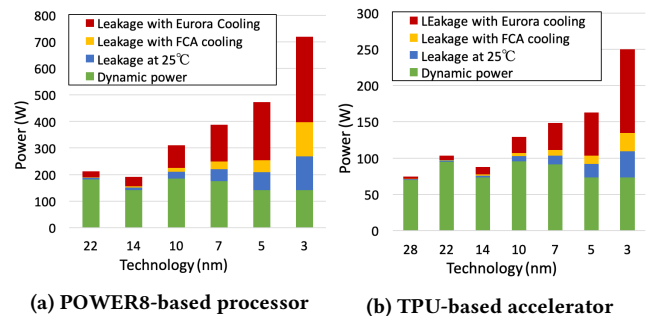 800
700
600
500
400
300
200
100
0
Power (W)
Leakage with Eurora Cooling
Leakage with FCA cooling
Leakage at 25℃
Dynamic power
22 14 10 7 5 3
Technology (nm)
(a) POWER8-based processor
300
250
200
150
100
50
0
Power (W)
LEakage with Eurora cooling
Leakage with FCA cooling
Leakage at 25℃
Dynamic power
28 22 14 10 7 5 3
Technology (nm)
(b) TPU-based accelerator